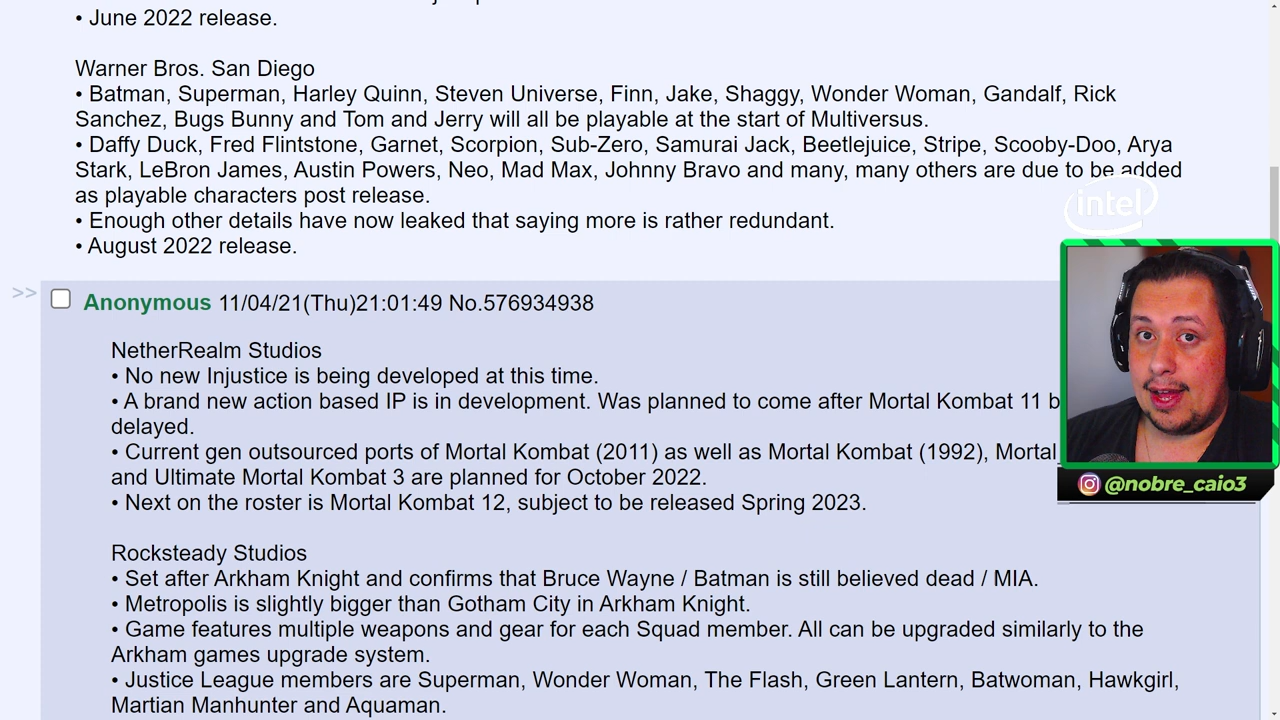 • June 2022 release.
Warner Bros. San Diego
• Batman, Superman, Harley Quinn, Steven Universe, Finn, Jake, Shaggy, Wonder Woman, Gandalf, Rick
Sanchez, Bugs Bunny and Tom and Jerry will all be playable at the start of Multiversus.
• Daffy Duck, Fred Flintstone, Garnet, Scorpion, Sub-Zero, Samurai Jack, Beetlejuice, Stripe, Scooby-Doo, Arya
Stark, LeBron James, Austin Powers, Neo, Mad Max, Johnny Bravo and many, many others are due to be added
as playable characters post release.
intel
• Enough other details have now leaked that saying more is rather redundant.
• August 2022 release.
>> Anonymous 11/04/21(Thu)21:01:49 No.576934938
NetherRealm Studios
• No new Injustice is being developed at this time.
• A brand new action based IP is in development. Was planned to come after Mortal Kombat 11
delayed.
• Current gen outsourced ports of Mortal Kombat (2011) as well as Mortal Kombat (1992), Mortal
and Ultimate Mortal Kombat 3 are planned for October 2022.
@nobre_caio3
• Next on the roster is Mortal Kombat 12, subject to be released Spring 2023.
Rocksteady Studios
• Set after Arkham Knight and confirms that Bruce Wayne / Batman is still believed dead / MIA.
• Metropolis is slightly bigger than Gotham City in Arkham Knight.
• Game features multiple weapons and gear for each Squad member. All can be upgraded similarly to the
Arkham games upgrade system.
• Justice League members are Superman, Wonder Woman, The Flash, Green Lantern, Batwoman, Hawkgirl,
Martian Manhunter and Aquaman.